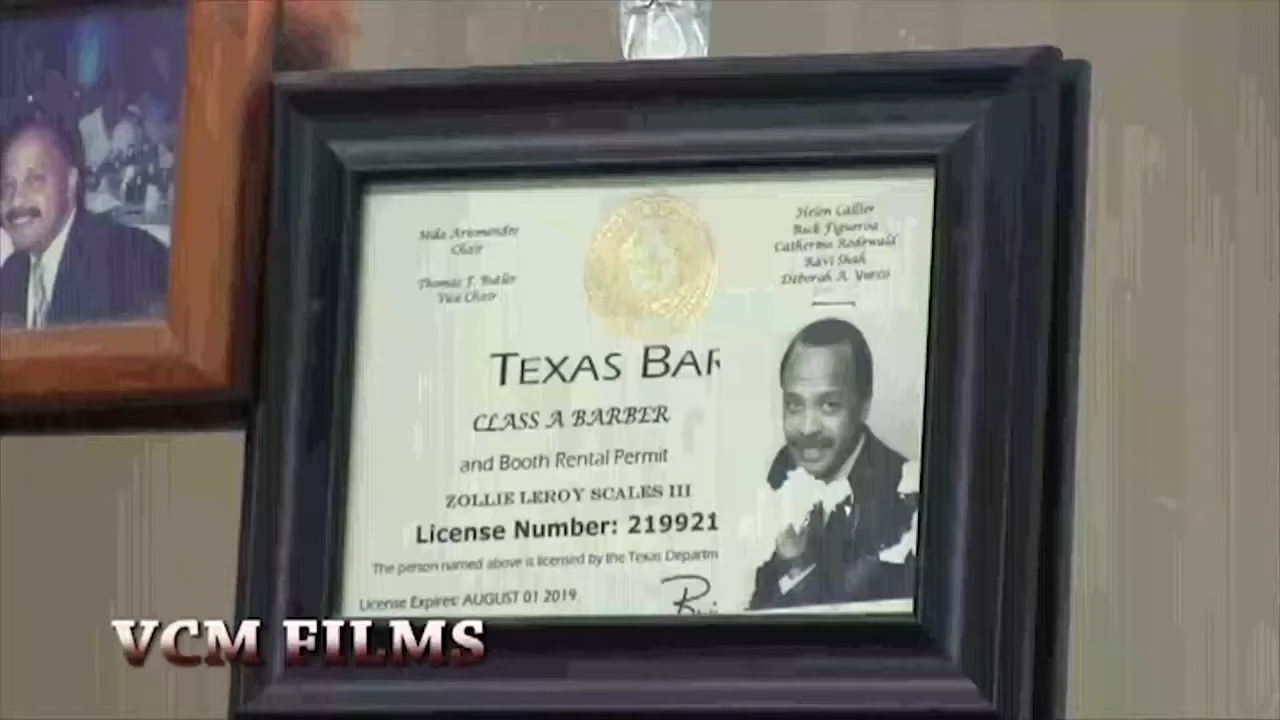 Mike Arismendez
Chair
Thomas F. Butler
Vice Chair
Helen Callier
Rick Figueroa
Catherine Rodewald
Ravi Shah
Deborah A. Yurco
TEXAS BAR
CLASS A BARBER
and Booth Rental Permit
ZOLLIE LEROY SCALES III
License Number: 219921
The person named above is licensed by the Texas Departm
License Expires: AUGUST 01 2019
VCM FILMS